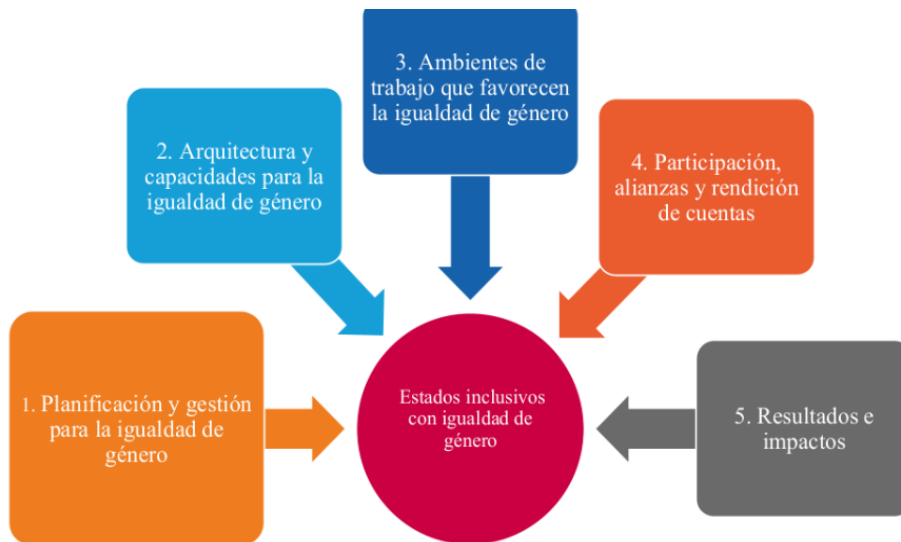 1. Planificación y gestión
para la igualdad de
género
2. Arquitectura y
capacidades para la
igualdad de género
3. Ambientes de
trabajo que favorecen
la igualdad de género
4. Participación,
alianzas y rendición
de cuentas
5. Resultados e
impactos
Estados inclusivos
con igualdad de
género